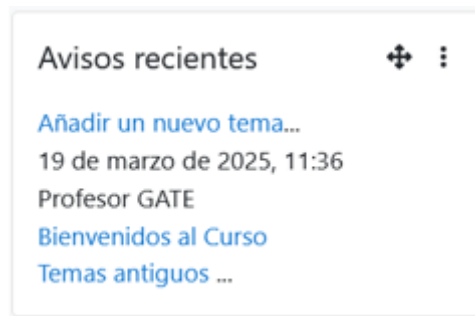 Avisos recientes
Añadir un nuevo tema...
19 de marzo de 2025, 11:36
Profesor GATE
Bienvenidos al Curso
Temas antiguos ...